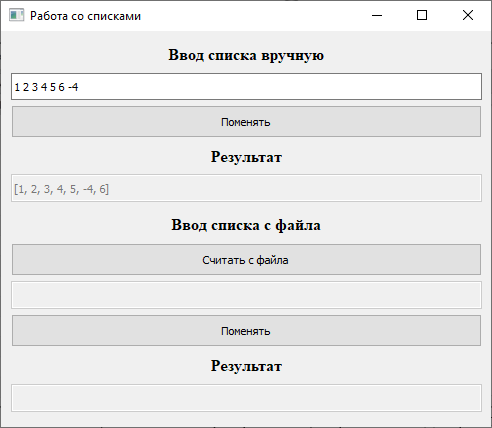 Работа со списками
Ввод списка вручную
1 2 3 4 5 6 -4
Поменять
Результат
[1, 2, 3, 4, 5, -4, 6]
Ввод списка с файла
Считать с файла
Поменять
Результат